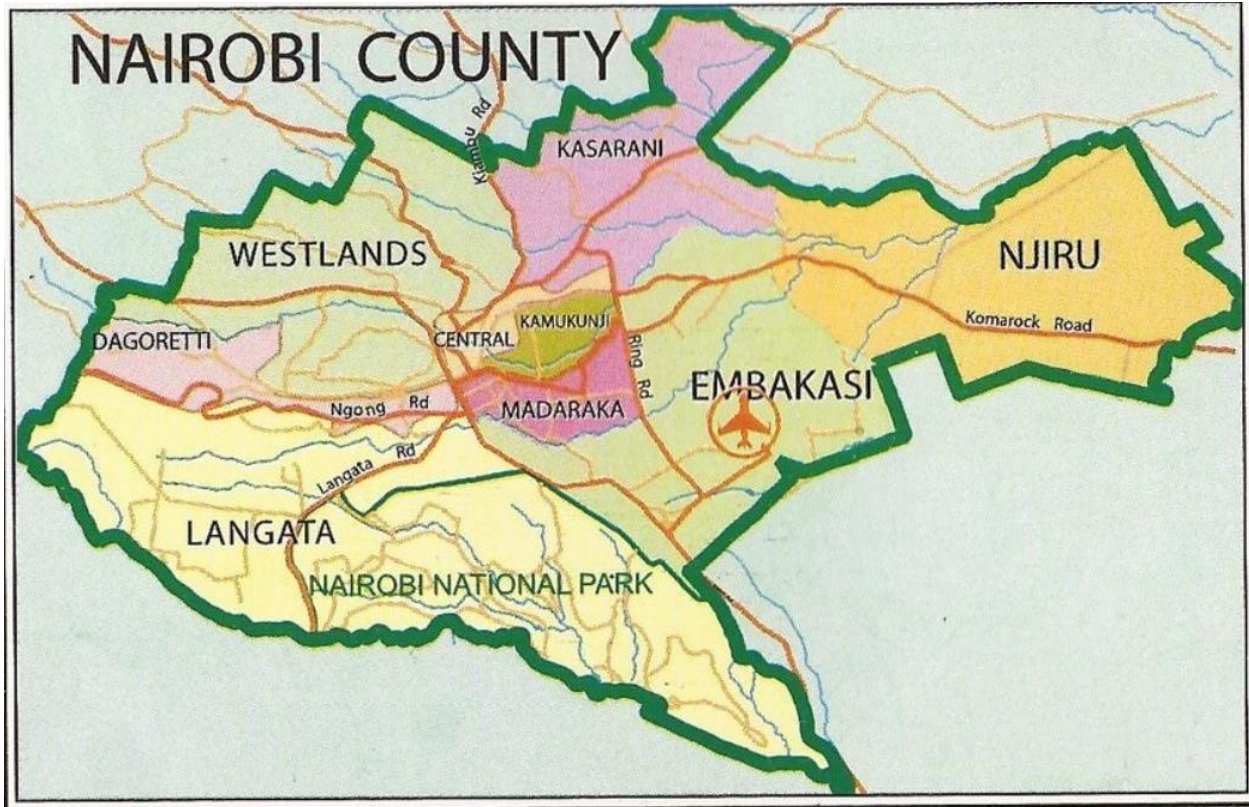 NAIROBI COUNTY
Kiambu Rd
KASARANI
WESTLANDS
NJIRU
Komarock Road
DAGORETTI
CENTRAL
KAMUKUNJI
Ring Rd
EMBAKASI
Ngong Rd
MADARAKA
Langata Rd
LANGATA
NAIROBI NATIONAL PARK